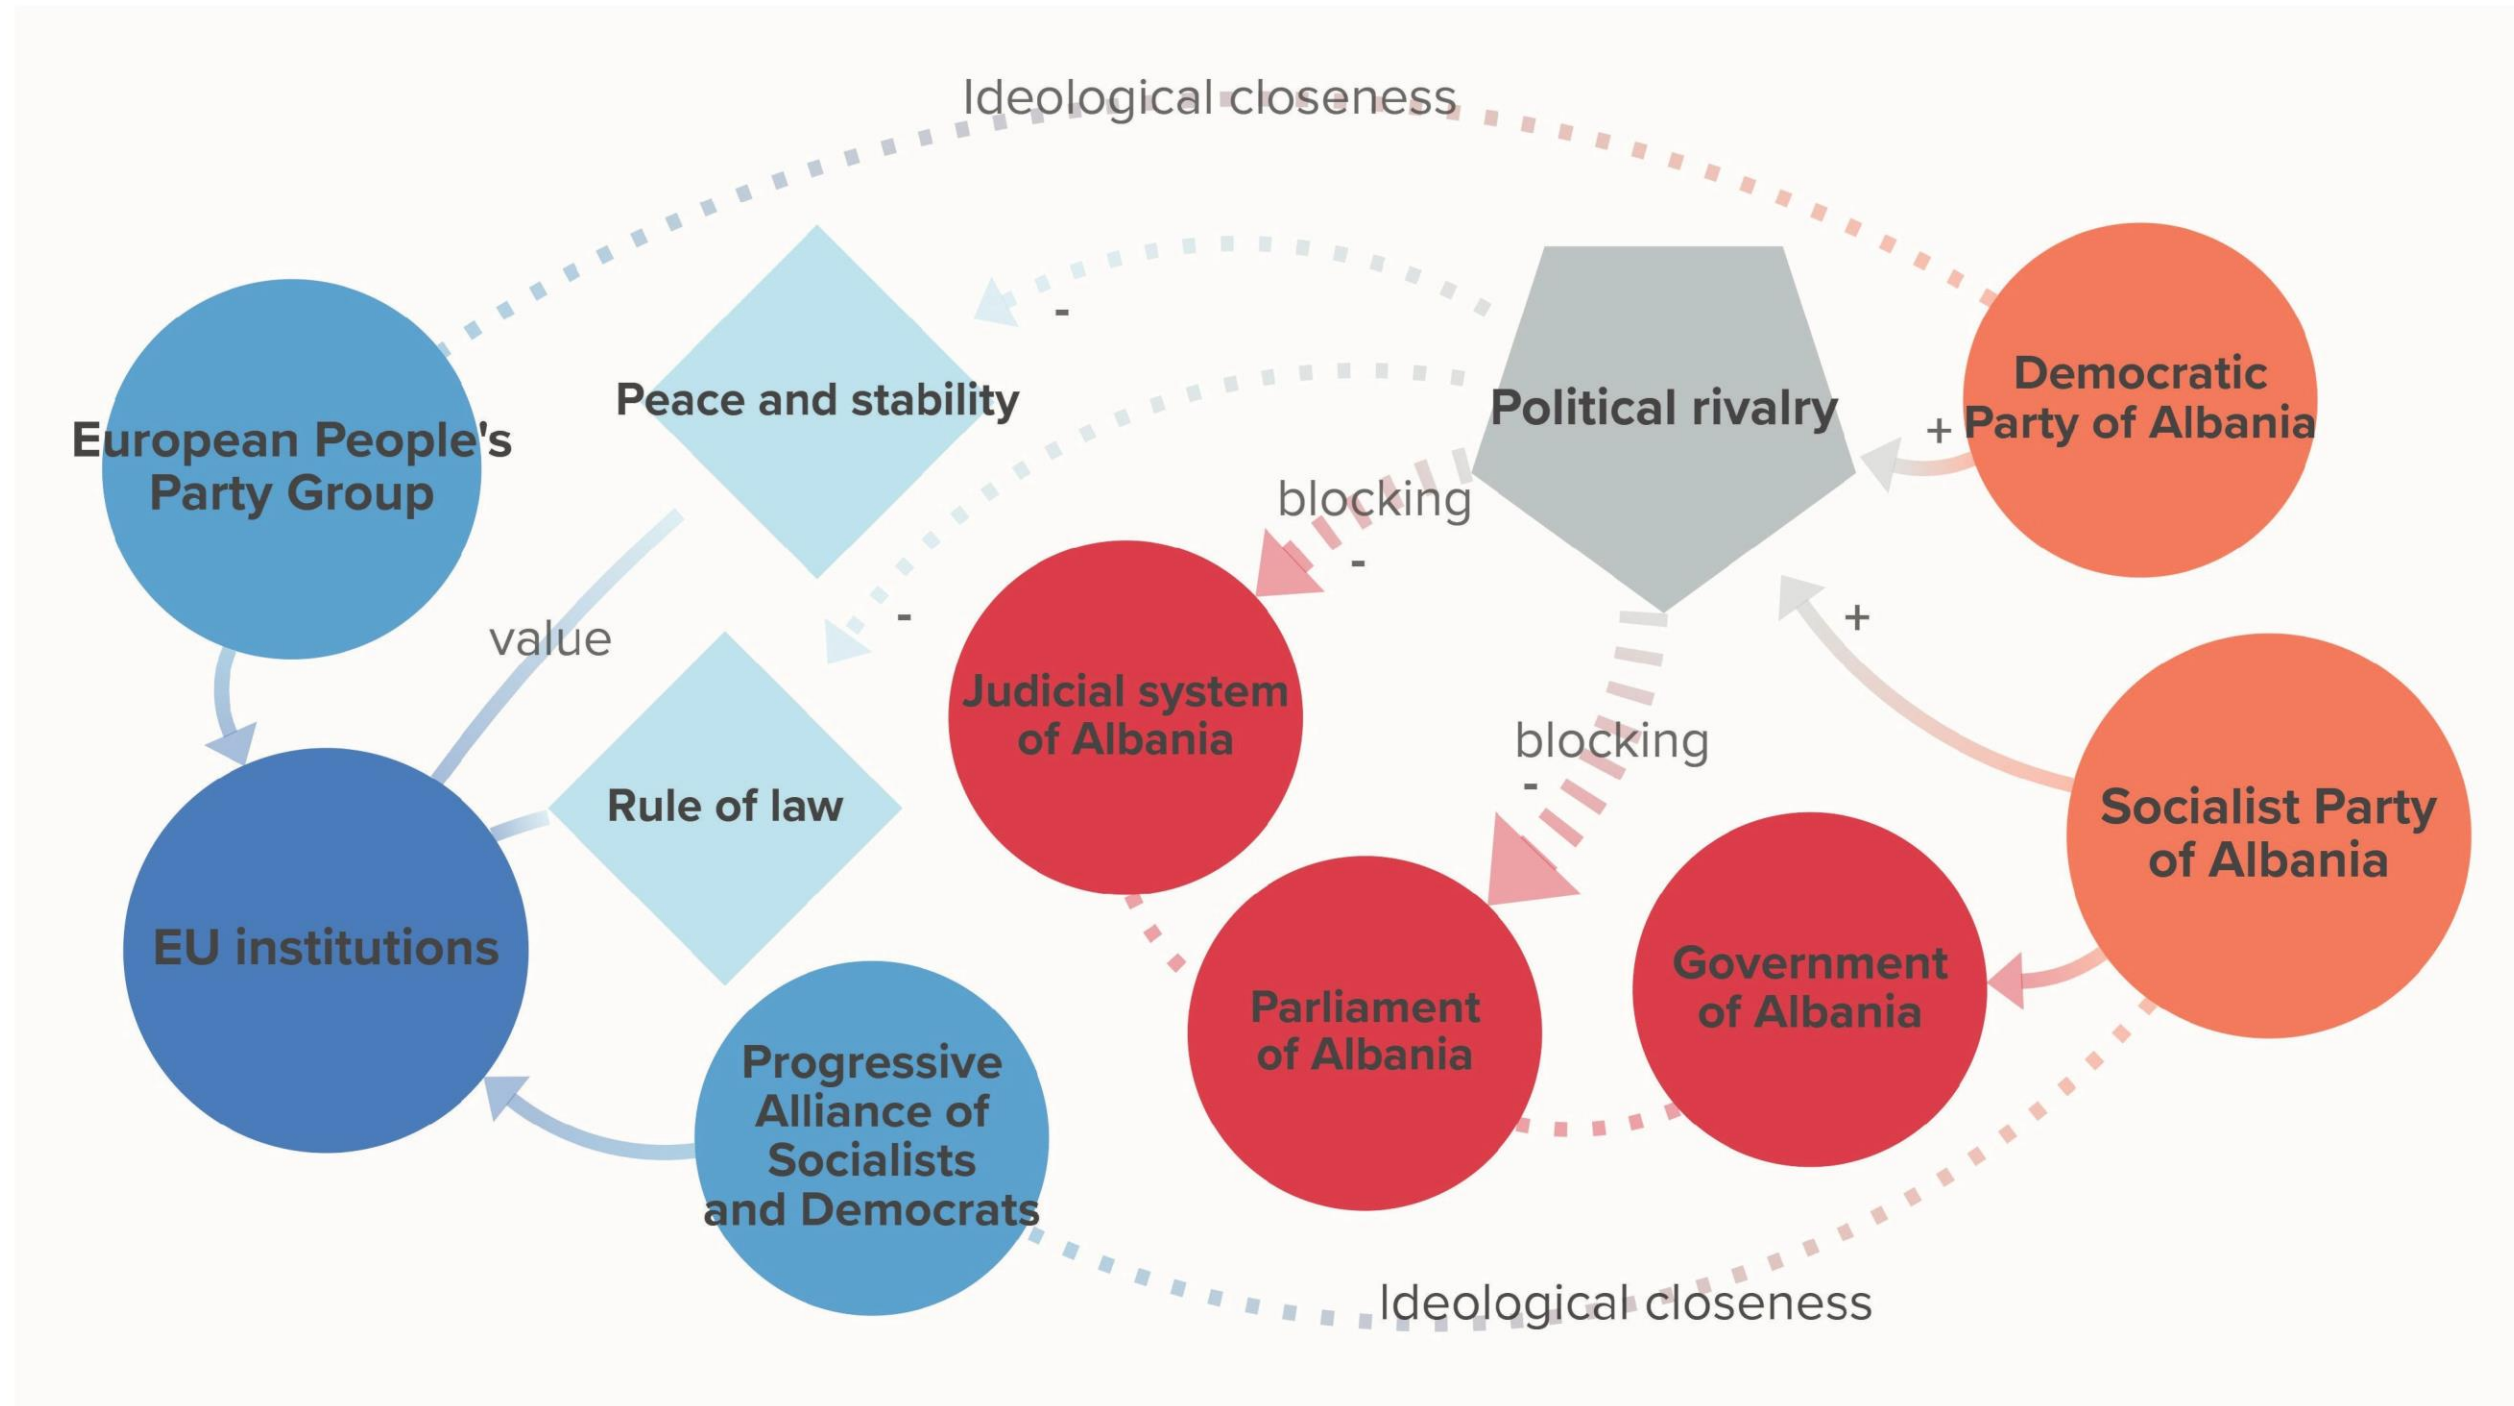 Ideological closeness
European People's
Party Group
Peace and stability
-
Political rivalry
Democratic
Party of Albania
+
blocking
-
value
-
+
Judicial system
of Albania
blocking
-
Rule of law
Socialist Party
of Albania
EU institutions
Government
of Albania
Parliament
of Albania
Progressive
Alliance of
Socialists
and Democrats
Ideological closeness